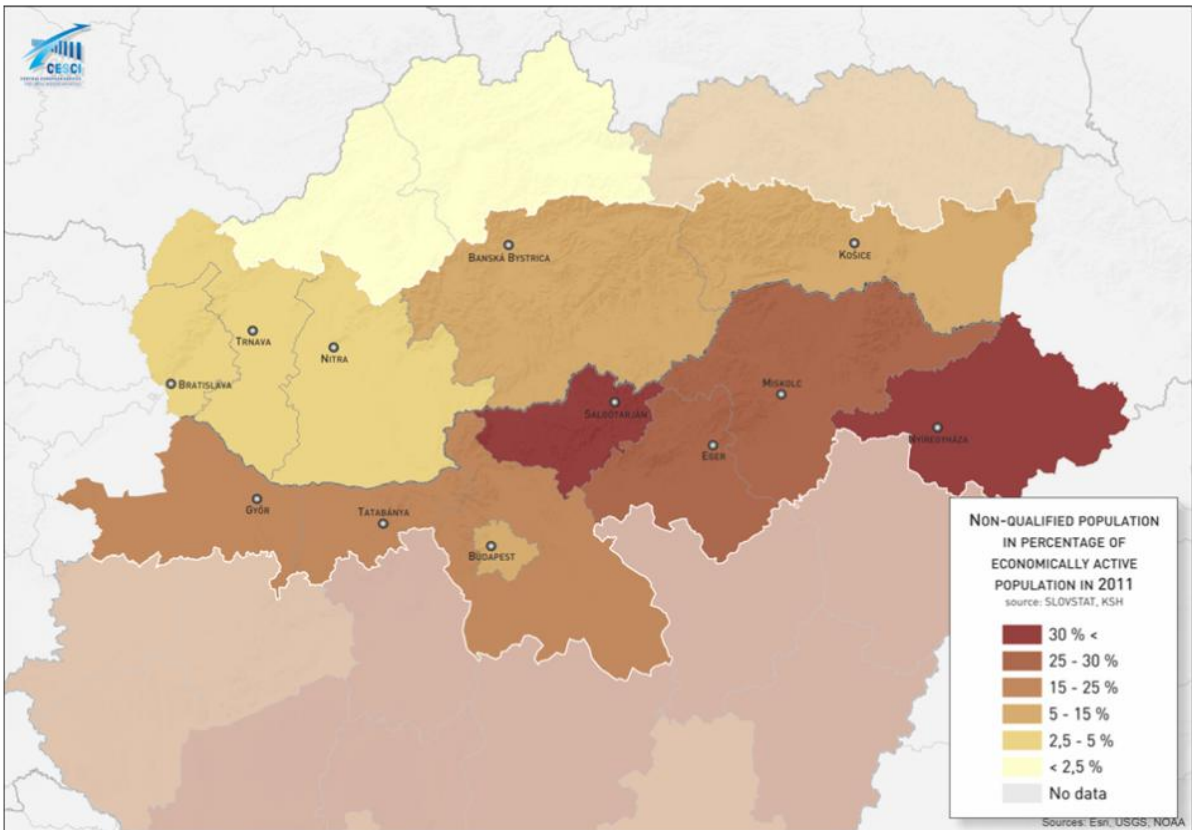 CESCI
BANSKÁ BYSTRICA
KOŠICE
TRNAVA
NITRA
BRATISLAVA
SALGÓTARJÁN
MISKOLC
NYÍREGYHÁZA
EGER
GYŐR
TATABÁNYA
BUDAPEST
NON-QUALIFIED POPULATION
IN PERCENTAGE OF
ECONOMICALLY ACTIVE
POPULATION IN 2011
source: SLOVSTAT, KSH
30 % <
25 - 30 %
15 - 25 %
5 - 15 %
2,5 - 5 %
< 2,5 %
No data
Sources: Esri, USGS, NOAA